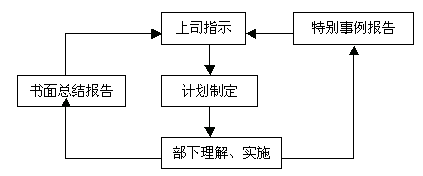 上司指示
特别事例报告
书面总结报告
计划制定
部下理解、实施